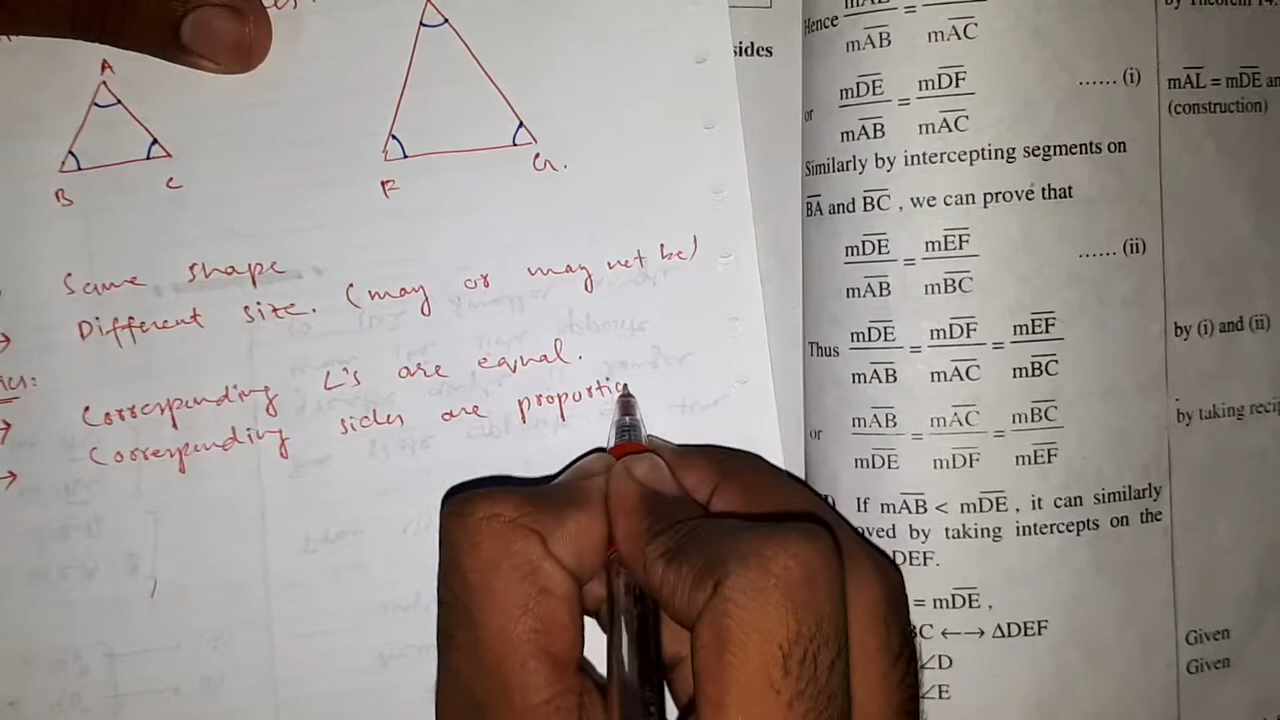 A
B
C
F
G.
Same shape
Different size. (may or may not be)
Corresponding ∠'s are equal.
Corresponding sides are proportio
sides
Hence
mAB = mAC
or mDE/mAB = mDF/mAC ...... (i)
mAL = mDE
(construction)
Similarly by intercepting segments on
BA and BC , we can prove that
mDE/mAB = mEF/mBC ...... (ii)
Thus mDE/mAB = mDF/mAC = mEF/mBC
by (i) and (ii)
or mAB/mDE = mAC/mDF = mBC/mEF
by taking
If mAB < mDE , it can similarly
by taking intercepts on the
DEF.
= mDE ,
C ←→ ΔDEF
Given
∠D
Given
∠E